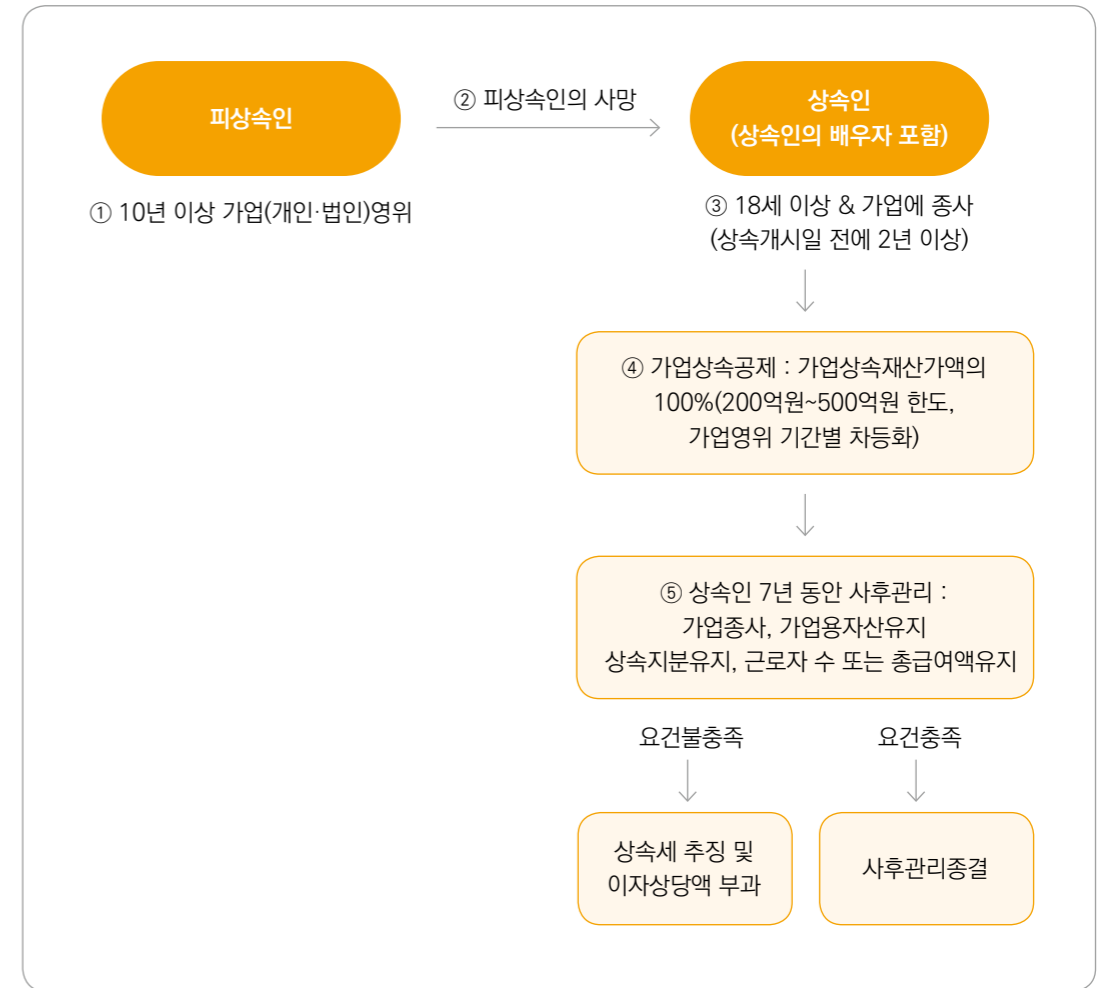 피상속인
② 피상속인의 사망
상속인
(상속인의 배우자 포함)
① 10년 이상 가업(개인·법인)영위
③ 18세 이상 & 가업에 종사
(상속개시일 전에 2년 이상)
④ 가업상속공제 : 가업상속재산가액의
100%(200억원~500억원 한도,
가업영위 기간별 차등화)
⑤ 상속인 7년 동안 사후관리 :
가업종사, 가업용자산유지
상속지분유지, 근로자 수 또는 총급여액유지
요건불충족
요건충족
상속세 추징 및
이자상당액 부과
사후관리종결